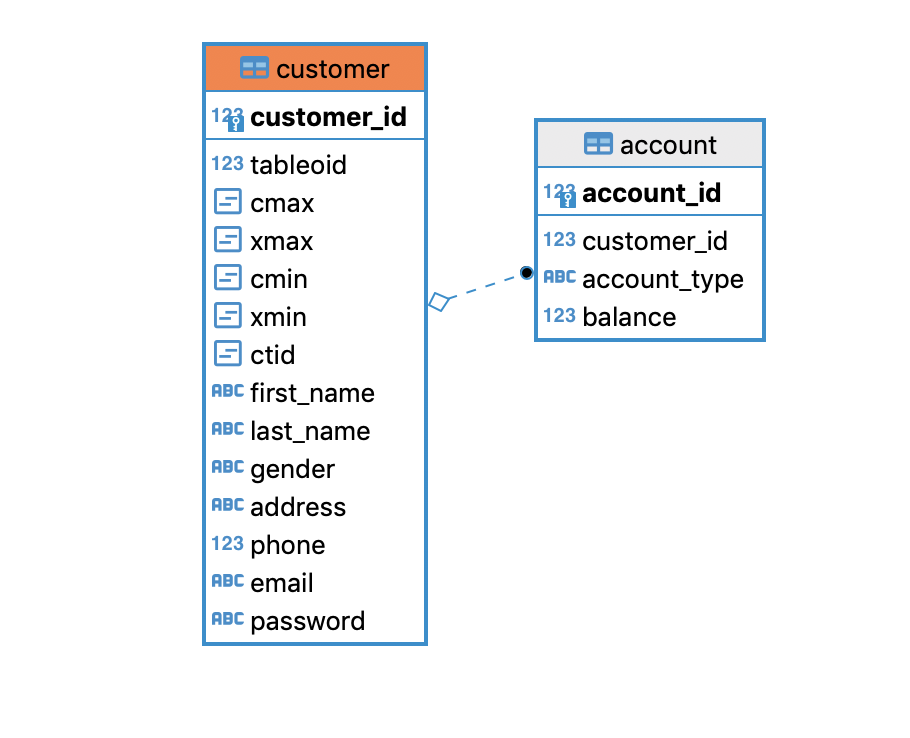 customer
123 customer_id
123 tableoid
cmax
xmax
cmin
xmin
ctid
ABC first_name
ABC last_name
ABC gender
ABC address
123 phone
ABC email
ABC password
account
123 account_id
123 customer_id
ABC account_type
123 balance